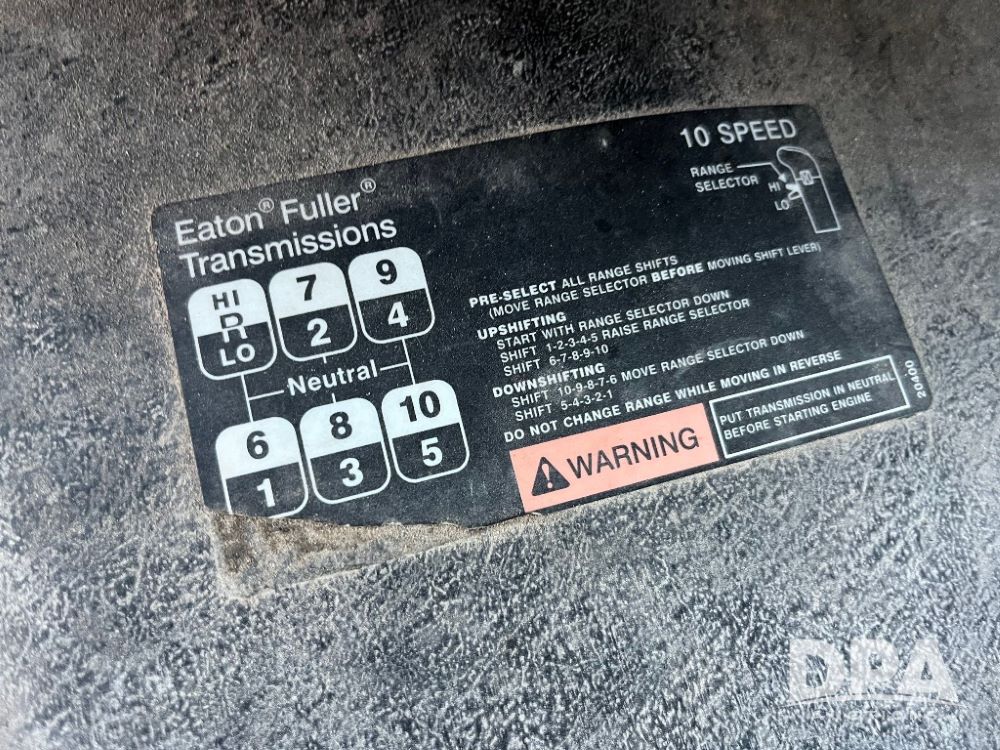 10 SPEED
RANGE
SELECTOR
HI
LO
Eaton® Fuller®
Transmissions
HI
R
LO
7
2
9
4
Neutral
6
1
8
3
10
5
PRE-SELECT ALL RANGE SHIFTS
(MOVE RANGE SELECTOR BEFORE MOVING SHIFT LEVER)
UPSHIFTING
START WITH RANGE SELECTOR DOWN
SHIFT 1-2-3-4-5 RAISE RANGE SELECTOR
SHIFT 6-7-8-9-10
DOWNSHIFTING
SHIFT 10-9-8-7-6 MOVE RANGE SELECTOR DOWN
SHIFT 5-4-3-2-1
DO NOT CHANGE RANGE WHILE MOVING IN REVERSE
WARNING
PUT TRANSMISSION IN NEUTRAL
BEFORE STARTING ENGINE
20400
DPA